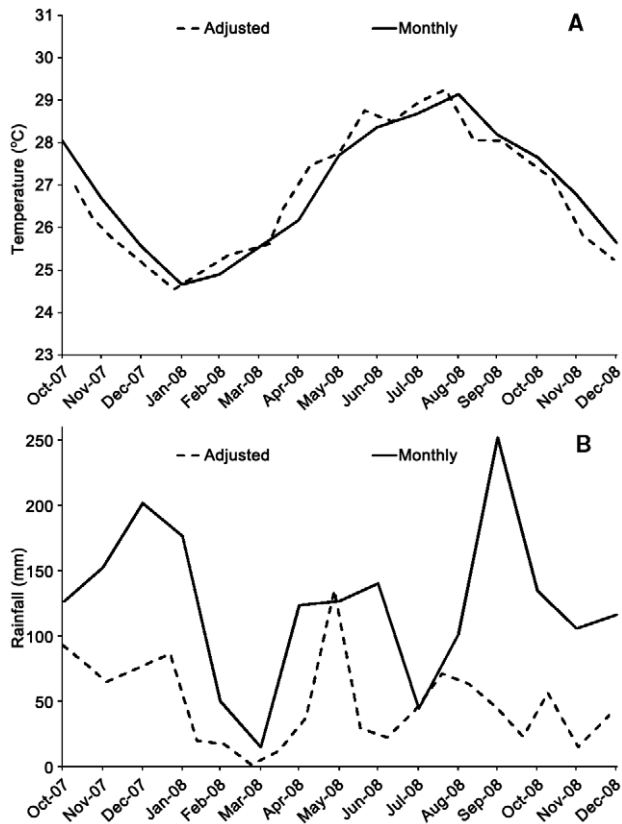 Adjusted Monthly A
31
30
29
28
27
26
25
24
23
Temperature (°C)
Oct-07 Nov-07 Dec-07 Jan-08 Feb-08 Mar-08 Apr-08 May-08 Jun-08 Jul-08 Aug-08 Sep-08 Oct-08 Nov-08 Dec-08
Adjusted Monthly B
250
200
150
100
50
0
Rainfall (mm)
Oct-07 Nov-07 Dec-07 Jan-08 Feb-08 Mar-08 Apr-08 May-08 Jun-08 Jul-08 Aug-08 Sep-08 Oct-08 Nov-08 Dec-08